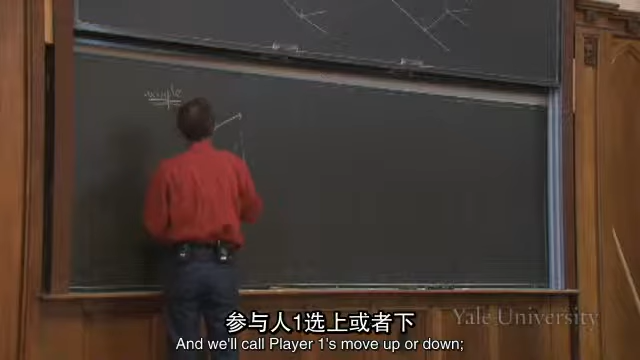 example
参与人1选上或者下
Yale University
And we'll call Player 1's move up or down;